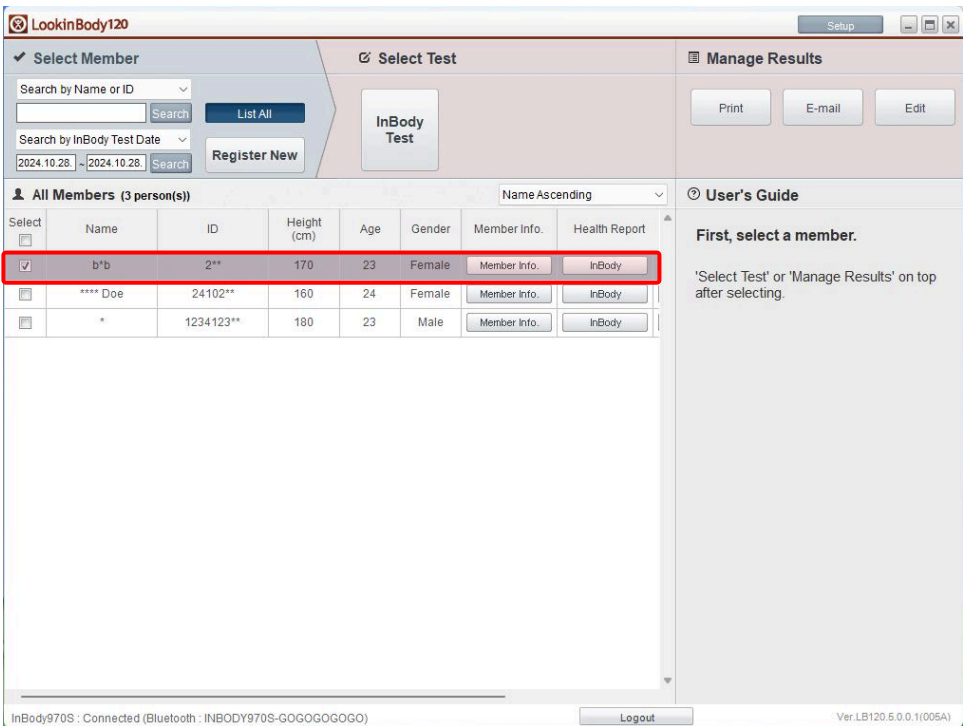 LookinBody120
Setup
Select Member
Select Test
Manage Results
Search by Name or ID
Search
List All
Search by InBody Test Date
Register New
2024.10.28. ~ 2024.10.28. Search
InBody
Test
Print E-mail Edit
All Members (3 person(s))
Name Ascending
Select Name ID Height (cm) Age Gender Member Info. Health Report
b*b 2** 170 23 Female Member Info. InBody
**** Doe 24102** 160 24 Female Member Info. InBody
* 1234123** 180 23 Male Member Info. InBody
User's Guide
First, select a member.
'Select Test' or 'Manage Results' on top
after selecting.
InBody970S : Connected (Bluetooth : INBODY970S-GOGOGOGOGO)
Logout
Ver.LB120.5.0.0.1(005A)